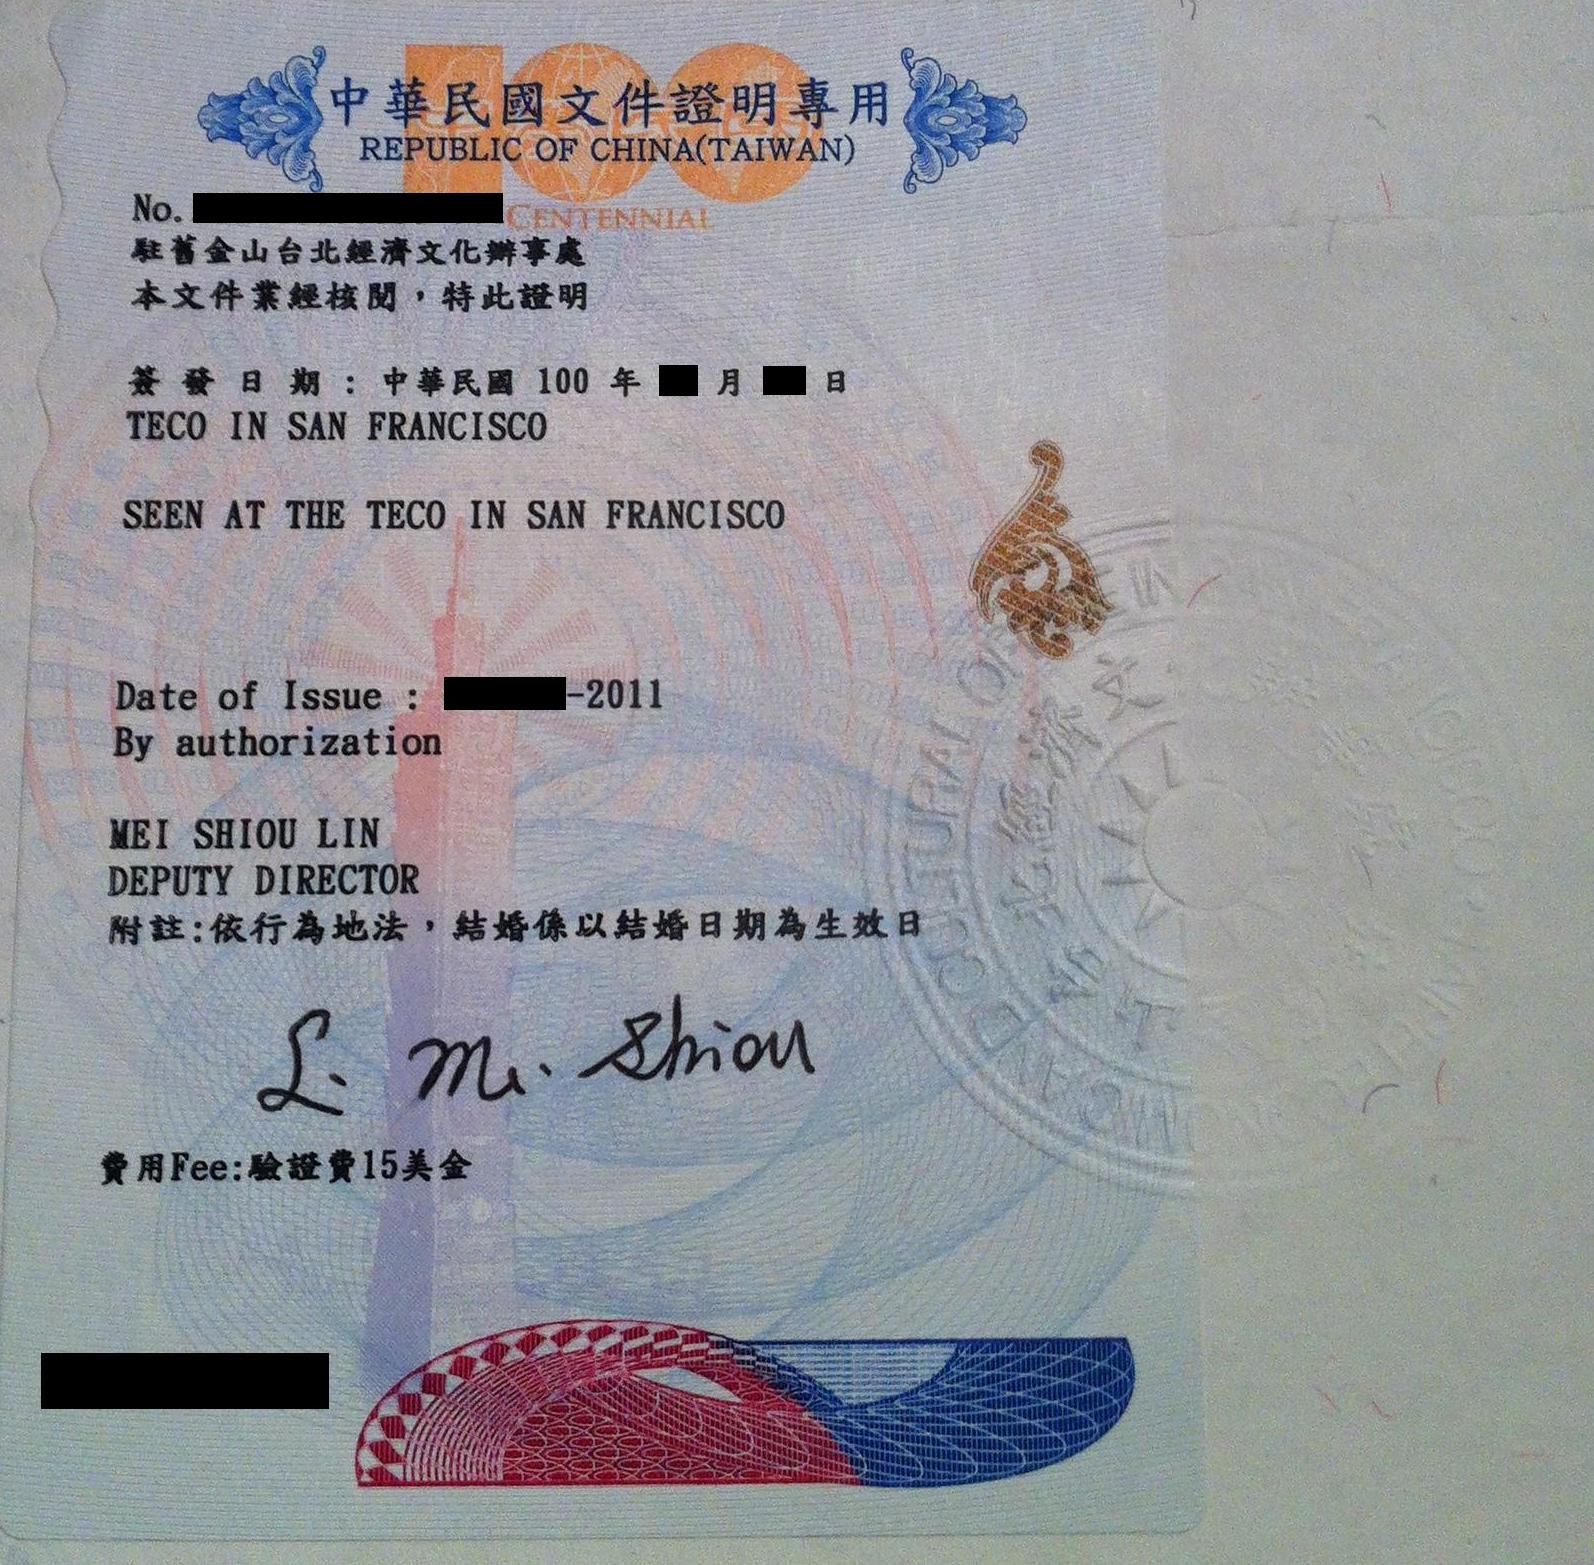 中華民國文件證明專用
REPUBLIC OF CHINA(TAIWAN)
No.
CENTENNIAL
駐舊金山台北經濟文化辦事處
本文件業經核閱，特此證明
簽發日期：中華民國 100 年 月 日
TECO IN SAN FRANCISCO
SEEN AT THE TECO IN SAN FRANCISCO
Date of Issue : -2011
By authorization
MEI SHIOU LIN
DEPUTY DIRECTOR
附註:依行為地法，結婚係以結婚日期為生效日
L. Mei. Shiou
費用Fee:驗證費15美金